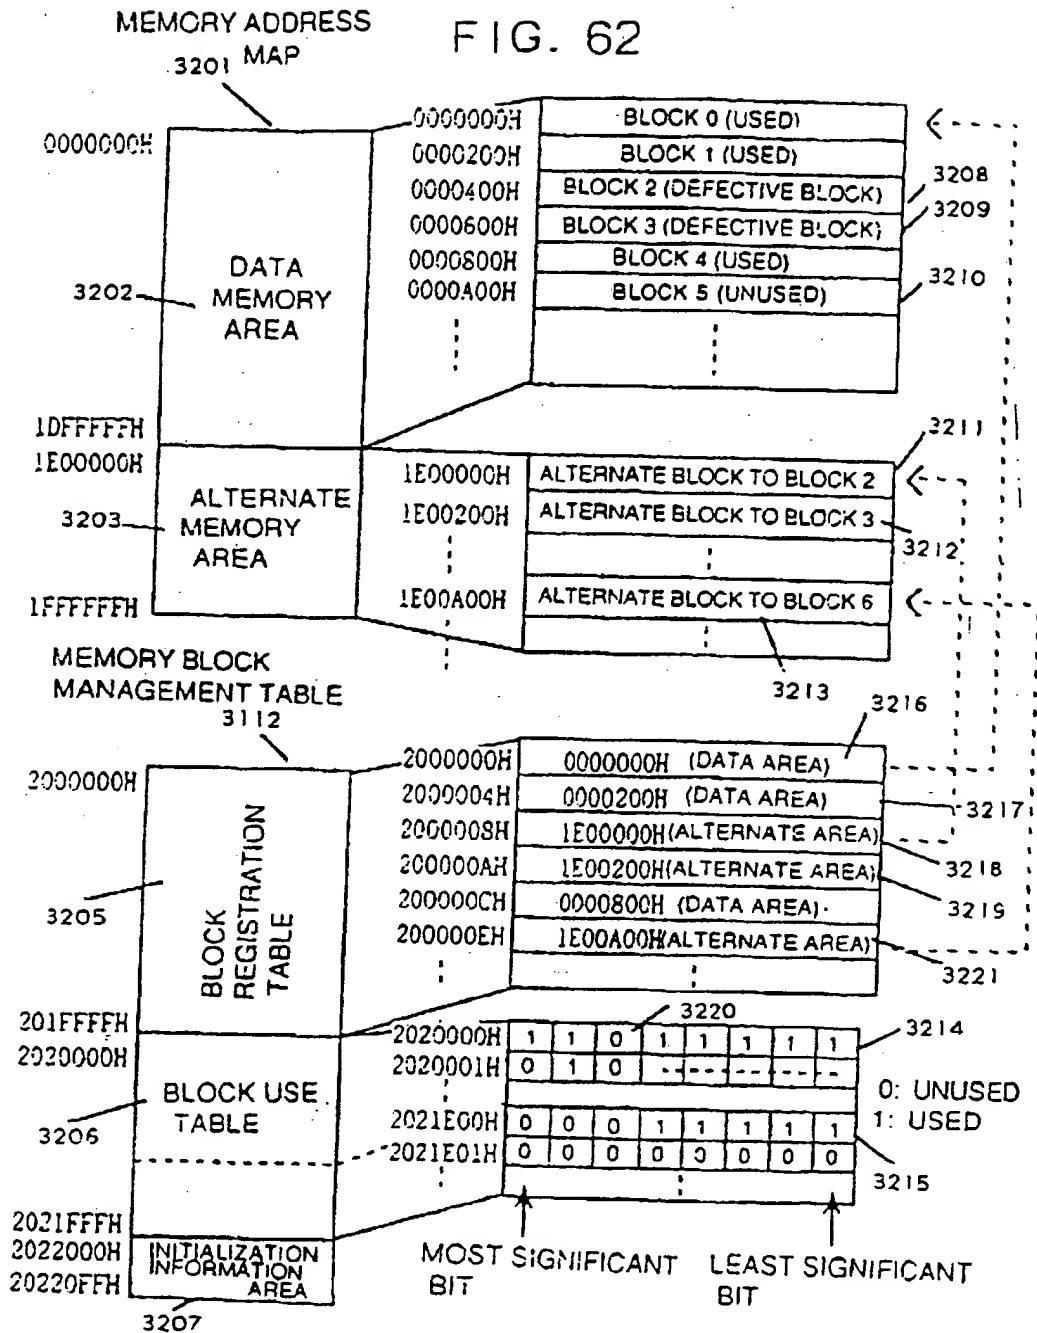 MEMORY ADDRESS
MAP
FIG. 62
3201
0000000H
0000000H
BLOCK 0 (USED)
0000200H
BLOCK 1 (USED)
3208
0000400H
BLOCK 2 (DEFECTIVE BLOCK)
3209
0000600H
BLOCK 3 (DEFECTIVE BLOCK)
0000800H
BLOCK 4 (USED)
3210
0000A00H
BLOCK 5 (UNUSED)
DATA
MEMORY
AREA
3202
1DFFFFFH
1E00000H
3211
1E00000H
ALTERNATE BLOCK TO BLOCK 2
ALTERNATE
MEMORY
AREA
3203
1E00200H
ALTERNATE BLOCK TO BLOCK 3
3212
1FFFFFFH
1E00A00H
ALTERNATE BLOCK TO BLOCK 6
3213
MEMORY BLOCK
MANAGEMENT TABLE
3112
3216
2000000H
2000000H
0000000H (DATA AREA)
2000004H
0000200H (DATA AREA)
3217
2000008H
1E00000H(ALTERNATE AREA)
3218
200000AH
1E00200H(ALTERNATE AREA)
3219
200000CH
0000800H (DATA AREA)
200000EH
1E00A00H(ALTERNATE AREA)
3221
3205
BLOCK
REGISTRATION
TABLE
201FFFFH
2020000H
3220
2020000H
1 1 0 1 1 1 1 1
3214
2020001H
0 1 0
0: UNUSED
1: USED
BLOCK USE
TABLE
3206
2021E00H
0 0 0 1 1 1 1 1
2021E01H
0 0 0 0 0 0 0 0
3215
2021FFFH
2022000H
INITIALIZATION
INFORMATION
AREA
20220FFH
3207
MOST SIGNIFICANT
BIT
LEAST SIGNIFICANT
BIT